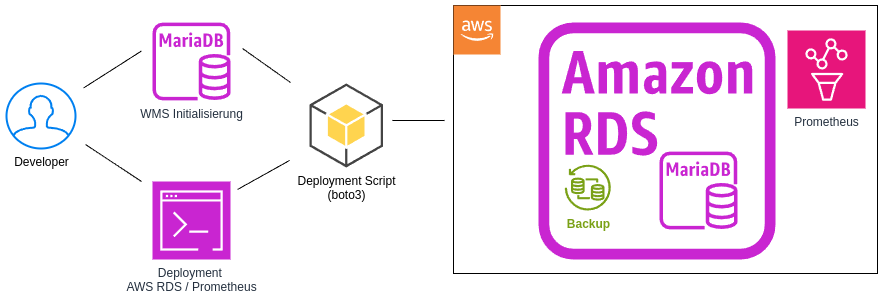 Developer
MariaDB
WMS Initialisierung
Deployment
AWS RDS / Prometheus
Deployment Script
(boto3)
aws
Amazon
RDS
Backup
MariaDB
Prometheus